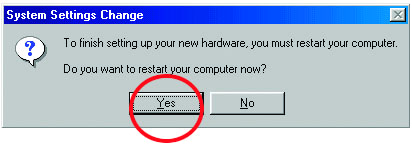 System Settings Change
To finish setting up your new hardware, you must restart your computer.
Do you want to restart your computer now?
Yes
No